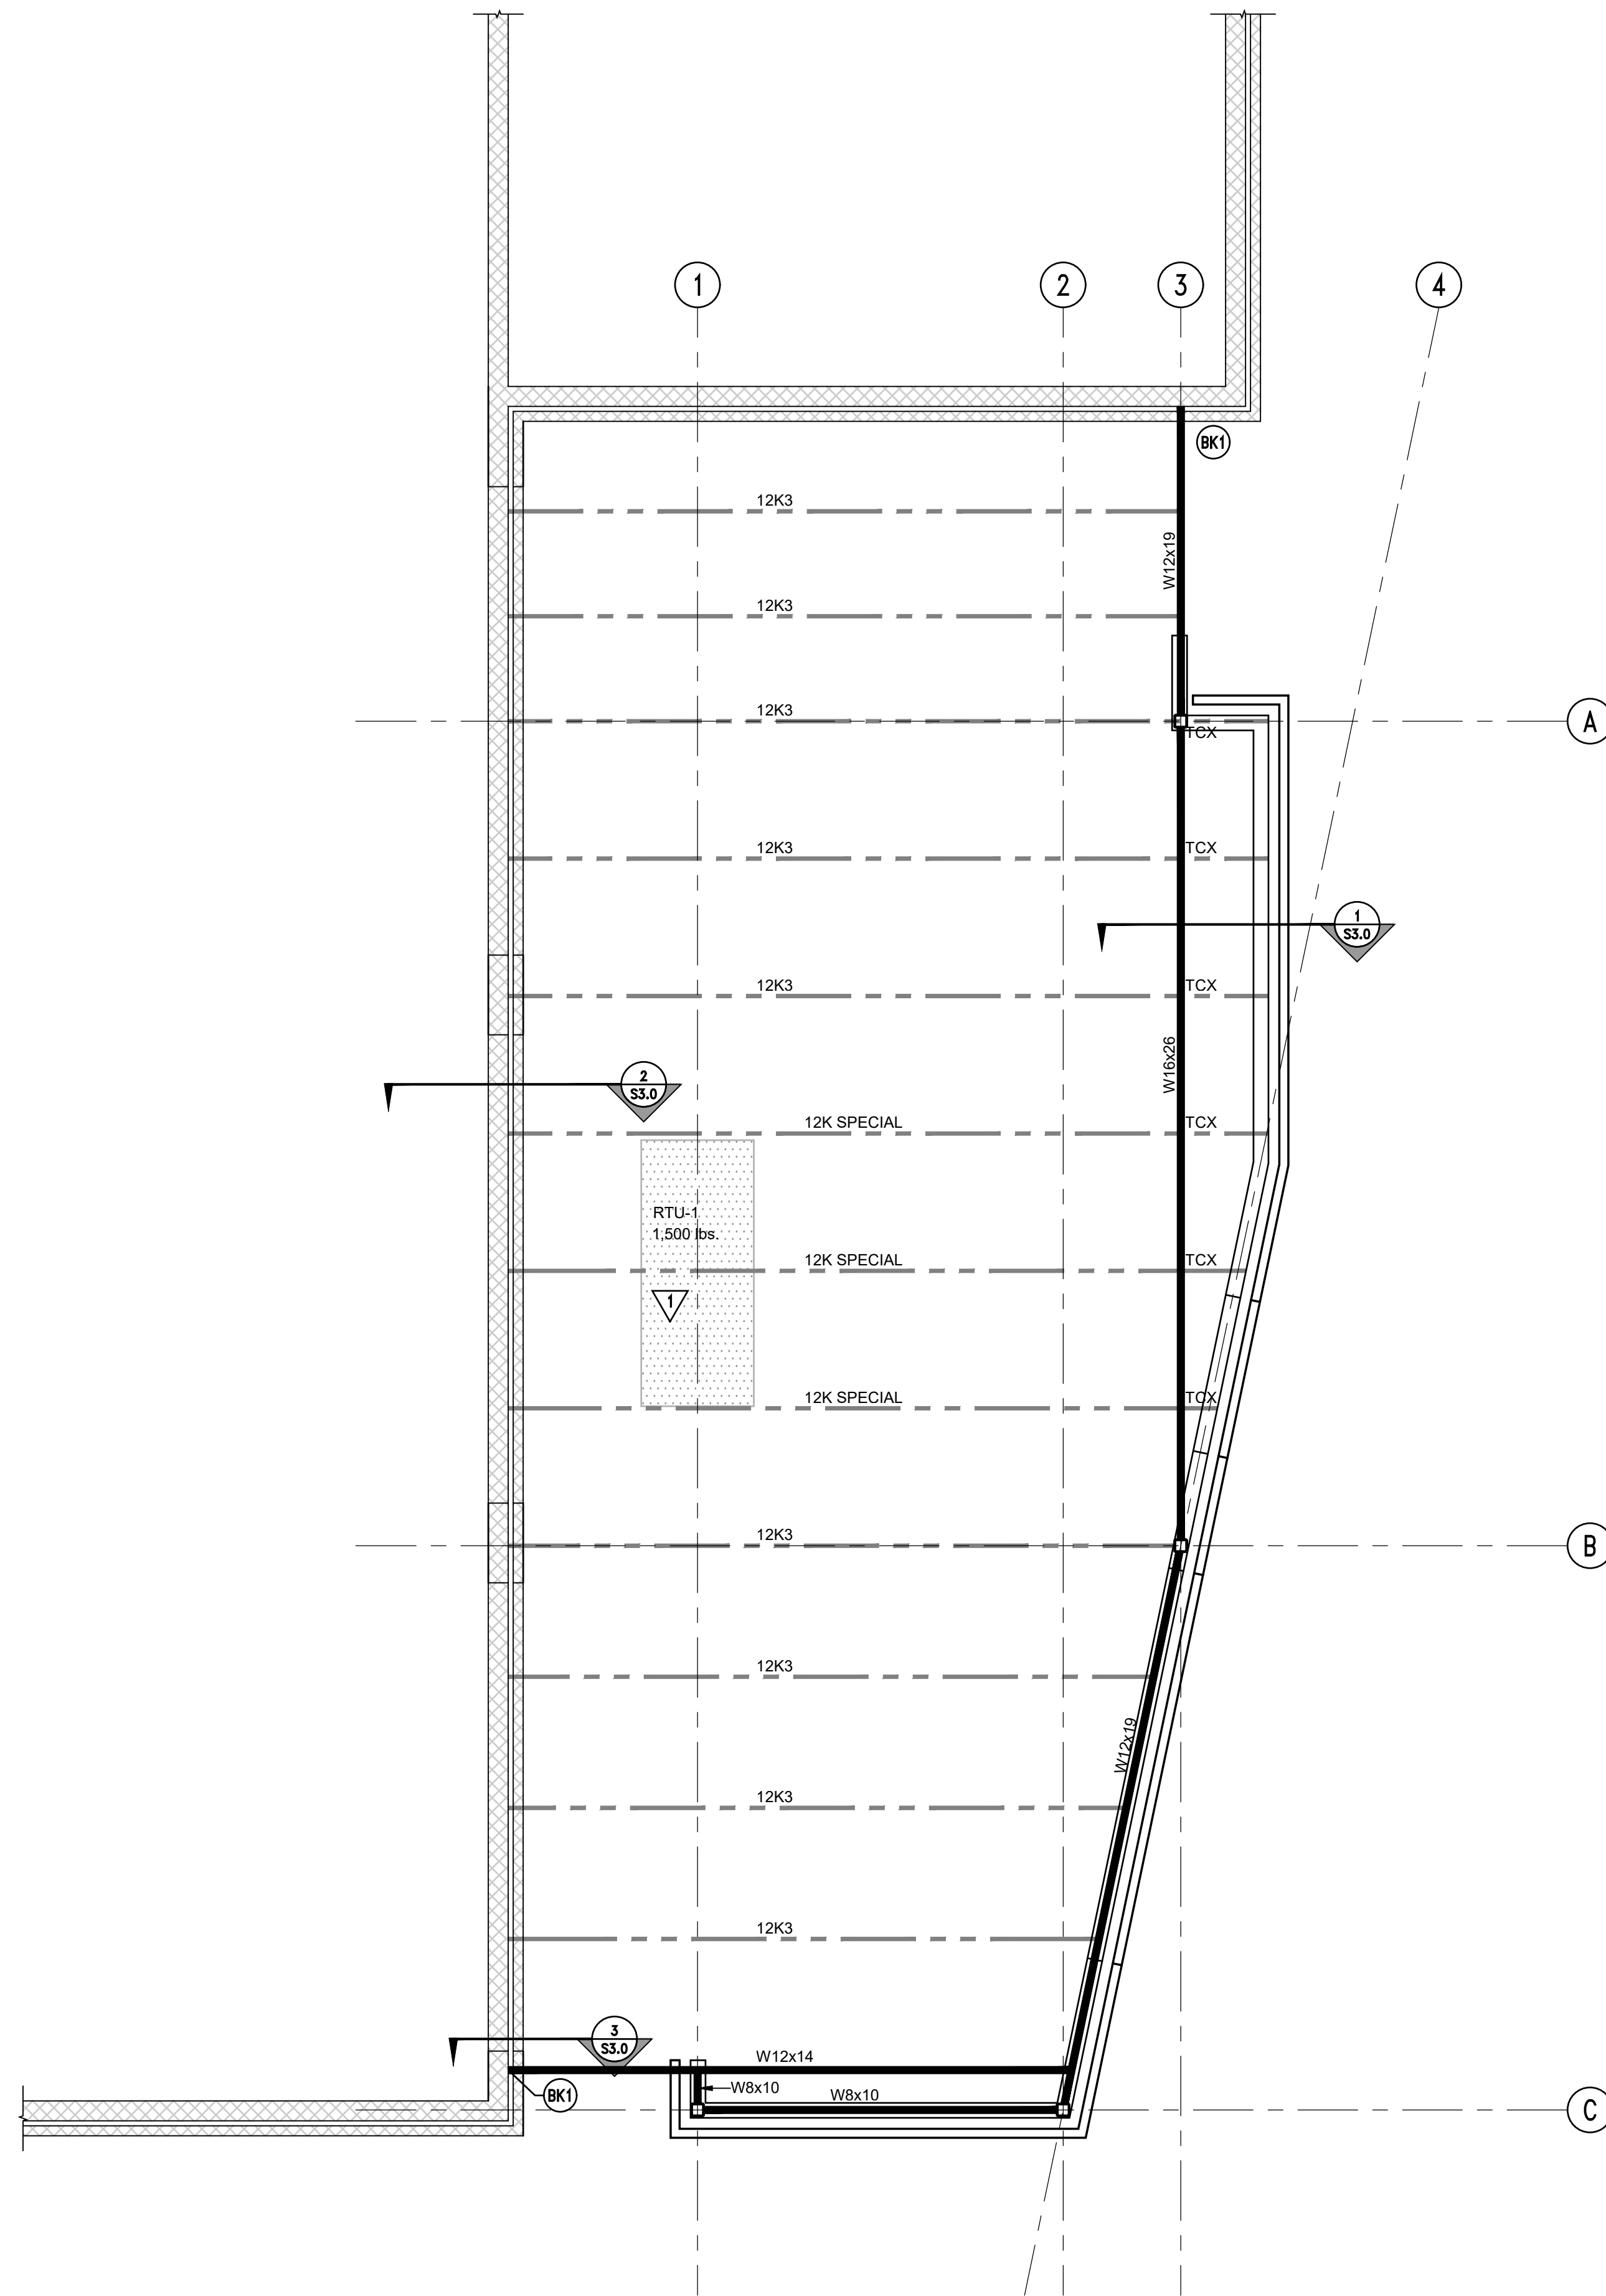 1
2
3
4
BK1
12K3
W12x19
12K3
12K3
A
TCX
12K3
TCX
1
S3.0
12K3
TCX
W16x26
2
S3.0
12K SPECIAL
TCX
RTU-1
1,500 lbs.
12K SPECIAL
TCX
1
12K SPECIAL
TCX
12K3
B
12K3
W12x19
12K3
12K3
3
S3.0
W12x14
W8x10
W8x10
BK1
C